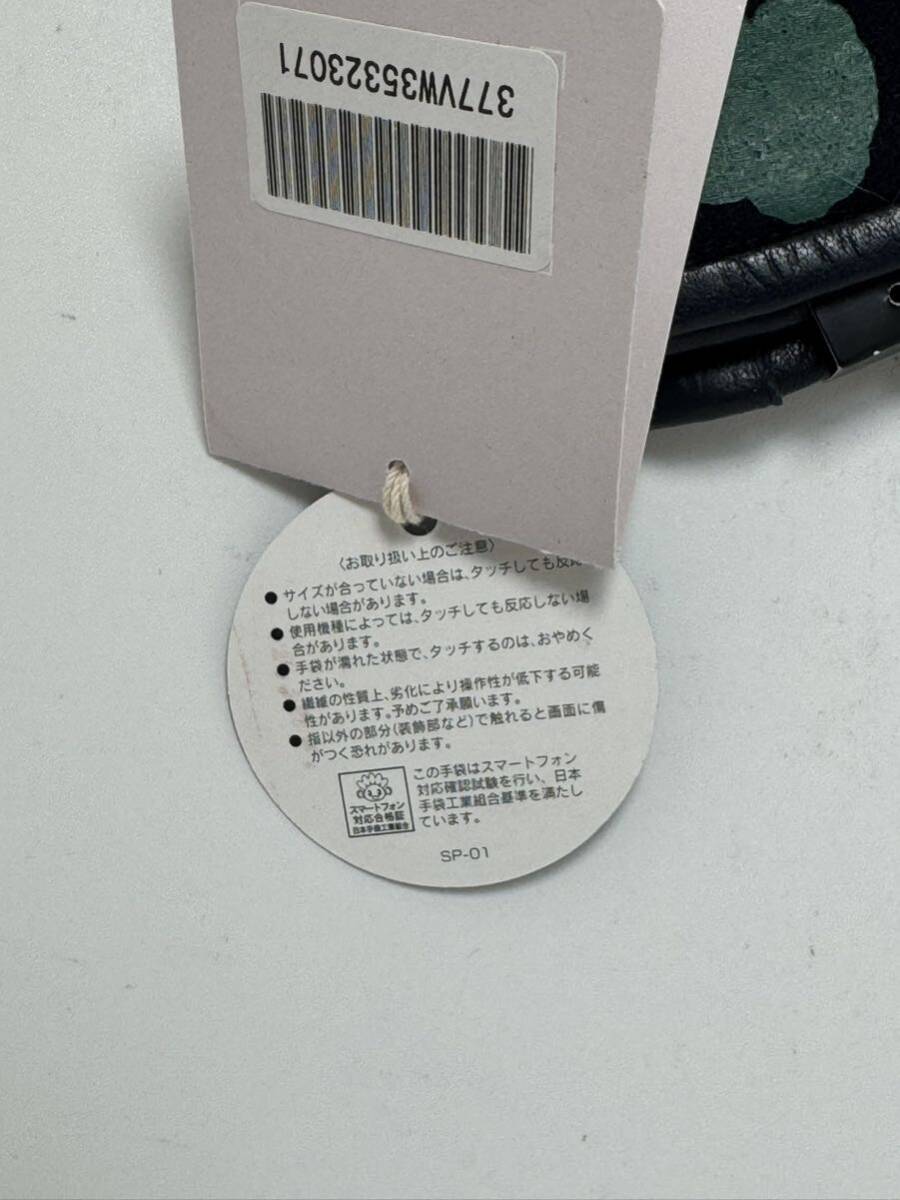 377VW35323071
〈お取り扱い上のご注意〉
● サイズが合っていない場合は、タッチしても反応
しない場合があります。
● 使用機種によっては、タッチしても反応しない場
合があります。
● 手袋が濡れた状態で、タッチするのは、おやめく
ださい。
● 繊維の性質上、劣化により操作性が低下する可能
性があります。予めご了承願います。
● 指以外の部分(装飾部など)で触れると画面に傷
がつく恐れがあります。
スマートフォン
対応合格証
日本手袋工業組合
この手袋はスマートフォン
対応確認試験を行い、日本
手袋工業組合基準を満たし
ています。
SP-01